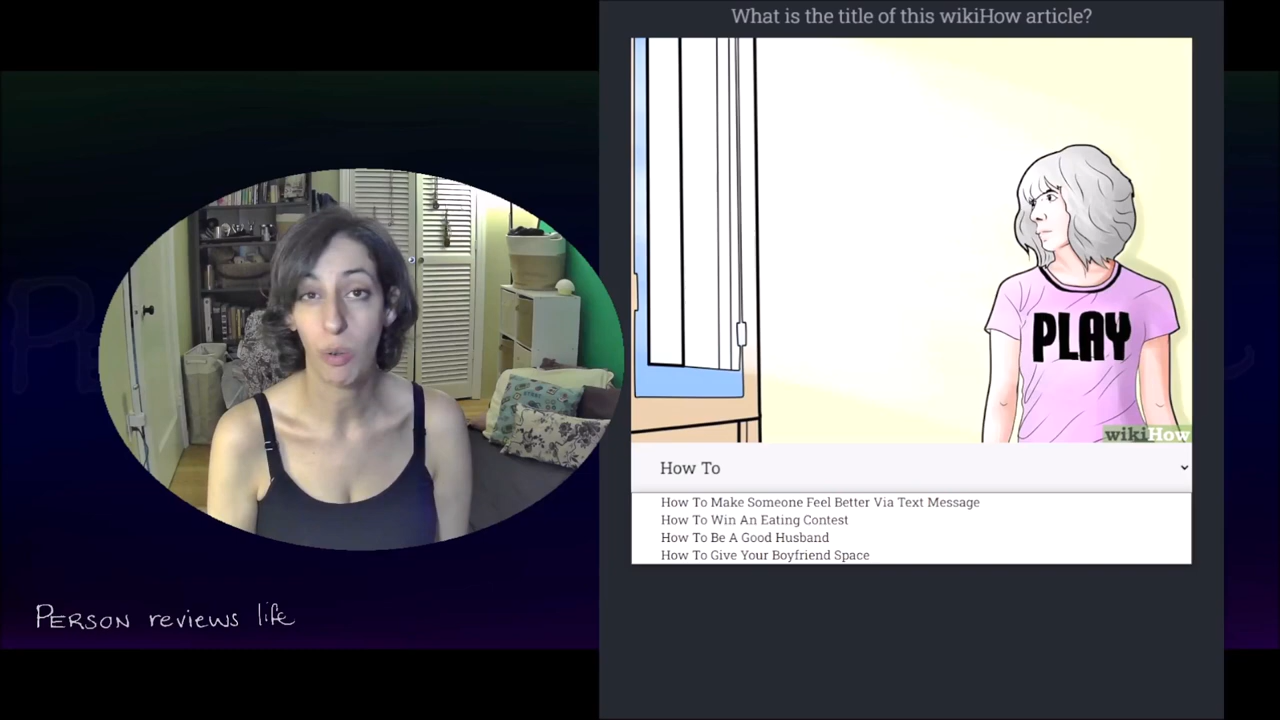 What is the title of this wikiHow article?
PLAY
wikiHow
How To
How To Make Someone Feel Better Via Text Message
How To Win An Eating Contest
How To Be A Good Husband
How To Give Your Boyfriend Space
PERSON reviews life